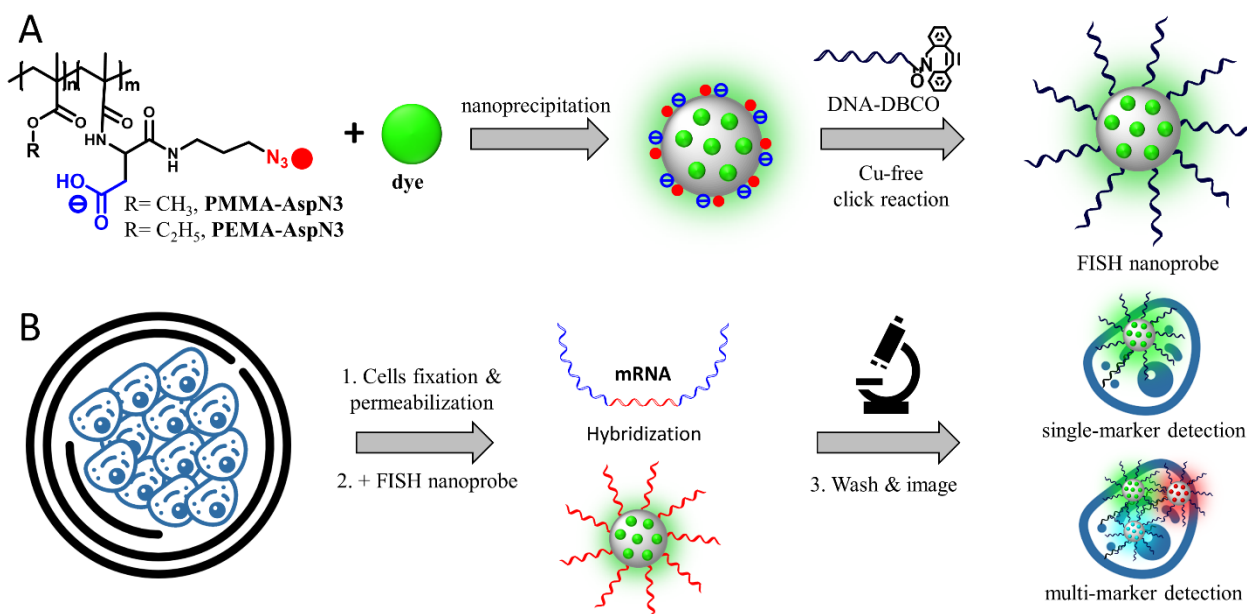 A
n
m
O
O
O
R
HN
O
N
H
N₃
HO
⊖
O
R= CH₃, PMMA-AspN3
R= C₂H₅, PEMA-AspN3
+
dye
nanoprecipitation
N
O
DNA-DBCO
Cu-free
click reaction
FISH nanoprobe
B
1. Cells fixation &
permeabilization
2. + FISH nanoprobe
mRNA
Hybridization
3. Wash & image
single-marker detection
multi-marker detection